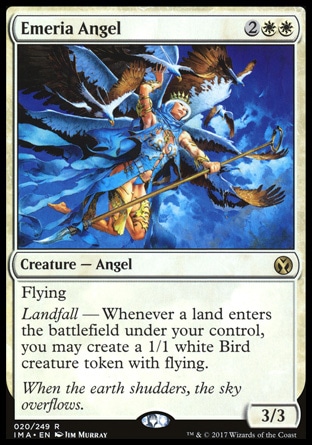 Emeria Angel 2
Creature — Angel
Flying
Landfall — Whenever a land enters
the battlefield under your control,
you may create a 1/1 white Bird
creature token with flying.
When the earth shudders, the sky
overflows.
3/3
020/249 R
IMA • EN Jim Murray ™ & © 2017 Wizards of the Coast